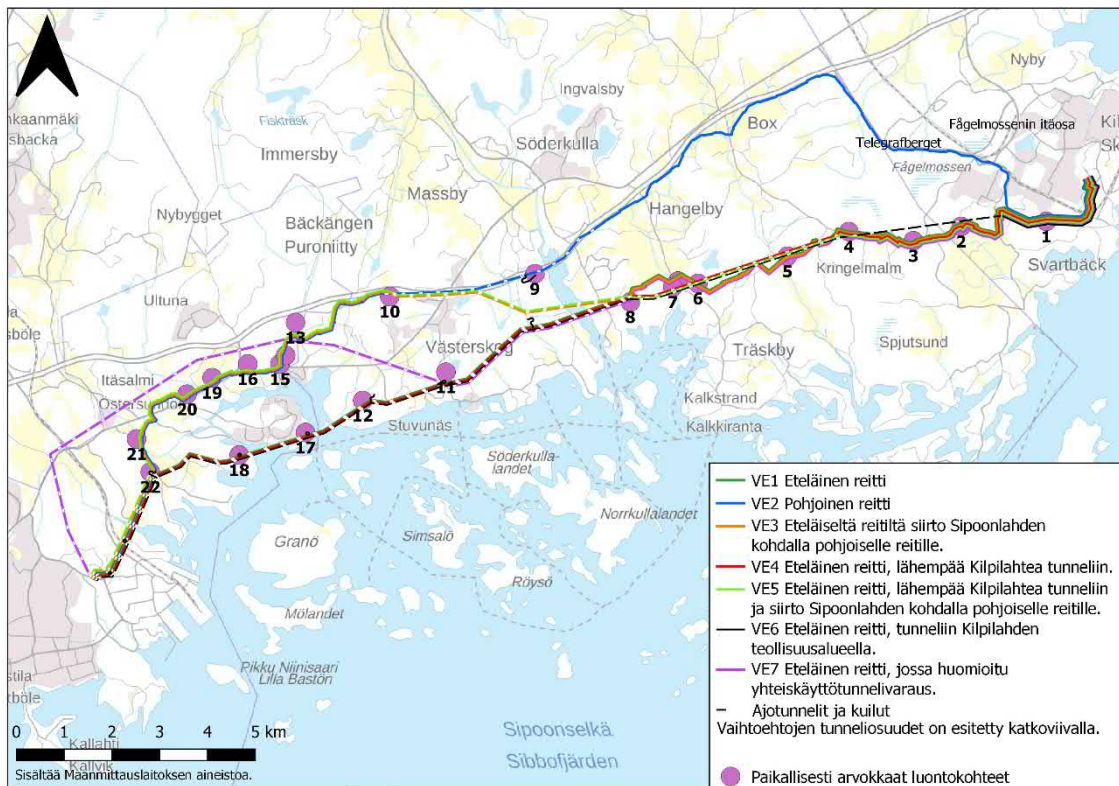 Nyby
Ingvalsby
nkaanmäki
sbacka
Fiskträsk
Box
Fågelmossenin itäosa
Söderkulla
Telegrafberget
Immersby
Fågelmossen
Massby
Nybygget
Hangelby
Bäckängen
Puroniitty
4
2
1
3
Kringelmalm
Svartbäck
9
5
Ultuna
10
7
6
8
13
Västerskog
Träskby
Spjutsund
Itäsalmi
16
15
19
11
Östersundom
20
12
Kalkstrand
Kalkkiranta
Stuvunäs
21
17
18
22
Söderkulla-
landet
Norrkullalandet
Simsalö
Granö
Röysö
Mölandet
Pikku Niinisaari
Lilla Bastön
0 1 2 3 4 5 km
Kallahti
Kallvik
Sipoonselkä
Sibbofjärden
Sisältää Maanmittauslaitoksen aineistoa.
VE1 Eteläinen reitti
VE2 Pohjoinen reitti
VE3 Eteläiseltä reitiltä siirto Sipoonlahden
kohdalla pohjoiselle reitille.
VE4 Eteläinen reitti, lähempää Kilpilahtea tunneliin.
VE5 Eteläinen reitti, lähempää Kilpilahtea tunneliin
ja siirto Sipoonlahden kohdalla pohjoiselle reitille.
VE6 Eteläinen reitti, tunneliin Kilpilahden
teollisuusalueella.
VE7 Eteläinen reitti, jossa huomioitu
yhteiskäyttötunnelivaraus.
Ajotunnelit ja kuilut
Vaihtoehtojen tunneliosuudet on esitetty katkoviivalla.
Paikallisesti arvokkaat luontokohteet